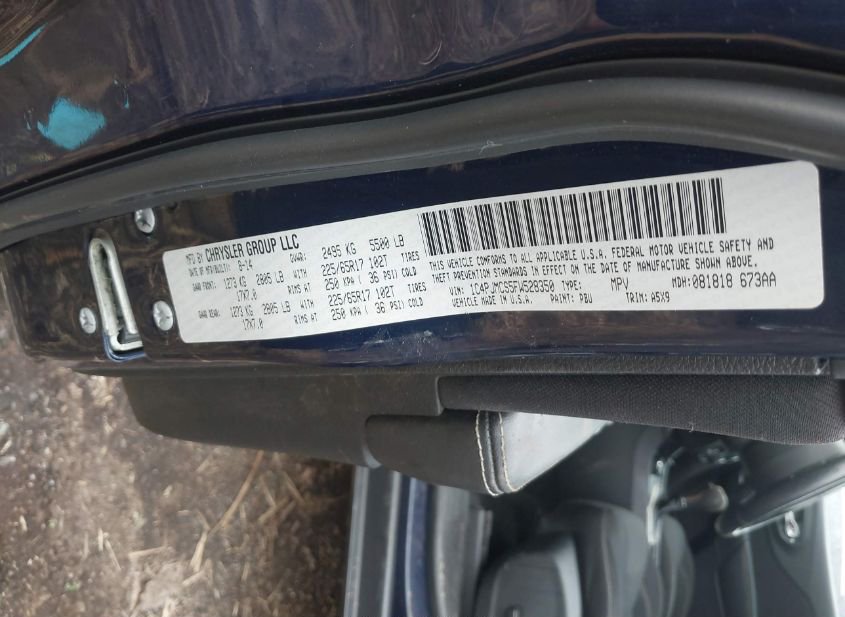 MFD BY CHRYSLER GROUP LLC
DATE OF MFR(BUILT): 8-14 GVWR: 2495 KG 5500 LB
GAWR FRONT: 1273 KG 2805 LB WITH 225/65R17 102T TIRES
17X7.0 RIMS AT 250 KPA ( 36 PSI) COLD
GAWR REAR: 1273 KG 2805 LB WITH 225/65R17 102T TIRES
17X7.0 RIMS AT 250 KPA ( 36 PSI) COLD
THIS VEHICLE CONFORMS TO ALL APPLICABLE U.S.A. FEDERAL MOTOR VEHICLE SAFETY AND
THEFT PREVENTION STANDARDS IN EFFECT ON THE DATE OF MANUFACTURE SHOWN ABOVE.
VIN: 1C4PJMCS5FW528350 TYPE: MPV MDH: 081818 673AA
VEHICLE MADE IN U.S.A. PAINT: PBU TRIM: A5X9